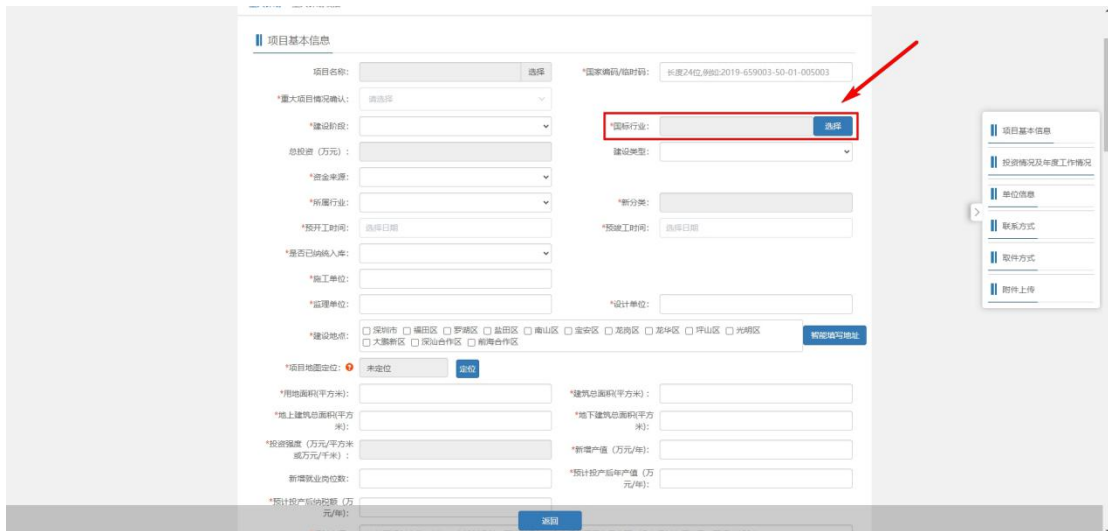 项目基本信息
项目名称: 选择 *国家编码/临时码: 长度24位,例如:2019-659003-50-01-005003
*重大项目情况确认: 请选择
*建设阶段: *国标行业: 选择
总投资（万元）: 建设类型:
*资金来源:
*所属行业: *新分类:
*预开工时间: 选择日期 *预竣工时间: 选择日期
*是否已纳统入库:
*施工单位:
*监理单位: *设计单位:
*建设地点: 深圳市 福田区 罗湖区 盐田区 南山区 宝安区 龙岗区 龙华区 坪山区 光明区 智能填写地址
大鹏新区 深汕合作区 前海合作区
*项目地图定位: 未定位 定位
*用地面积(平方米): *建筑总面积(平方米)：
*地上建筑总面积(平方米): *地下建筑总面积(平方米):
*投资强度（万元/平方米或万元/千米）: *新增产值（万元/年):
新增就业岗位数: *预计投产后年产值（万元/年):
*预计投产后纳税额（万元/年):
返回
项目基本信息
投资情况及年度工作情况
单位信息
联系方式
取件方式
附件上传